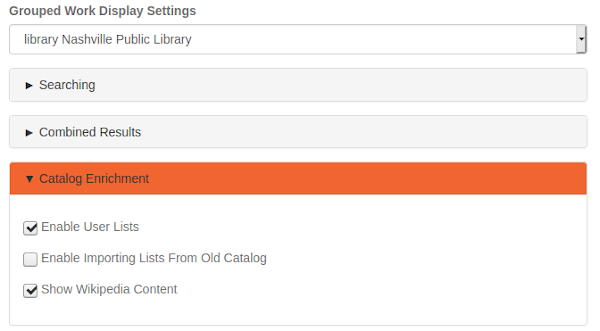 Grouped Work Display Settings
library Nashville Public Library
Searching
Combined Results
Catalog Enrichment
Enable User Lists
Enable Importing Lists From Old Catalog
Show Wikipedia Content